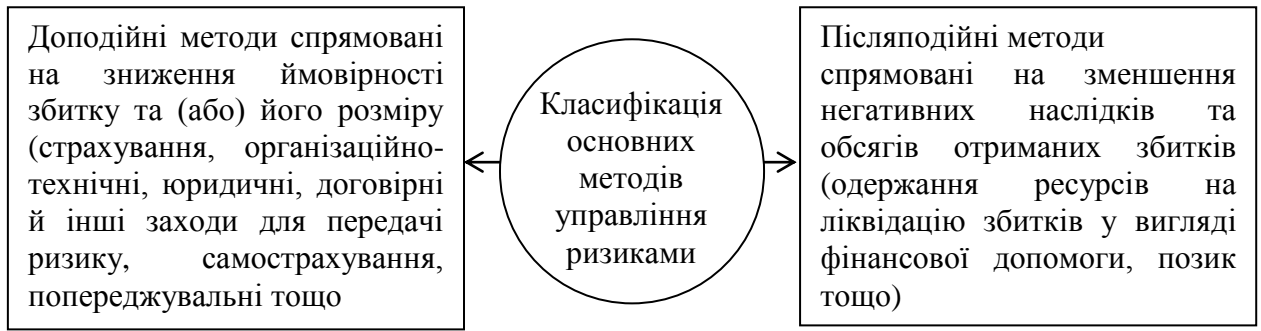 Доподійні методи спрямовані
на зниження ймовірності
збитку та (або) його розміру
(страхування, організаційно-
технічні, юридичні, договірні
й інші заходи для передачі
ризику, самострахування,
попереджувальні тощо
Класифікація
основних
методів
управління
ризиками
Післяподійні методи
спрямовані на зменшення
негативних наслідків та
обсягів отриманих збитків
(одержання ресурсів на
ліквідацію збитків у вигляді
фінансової допомоги, позик
тощо)